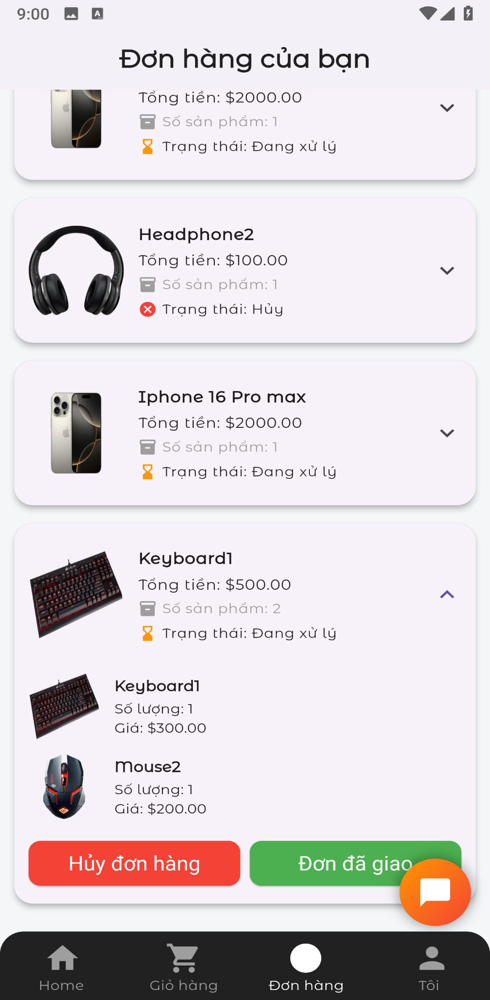 9:00
Đơn hàng của bạn
Tổng tiền: $2000.00
Số sản phẩm: 1
Trạng thái: Đang xử lý
Headphone2
Tổng tiền: $100.00
Số sản phẩm: 1
Trạng thái: Hủy
Iphone 16 Pro max
Tổng tiền: $2000.00
Số sản phẩm: 1
Trạng thái: Đang xử lý
Keyboard1
Tổng tiền: $500.00
Số sản phẩm: 2
Trạng thái: Đang xử lý
Keyboard1
Số lượng: 1
Giá: $300.00
Mouse2
Số lượng: 1
Giá: $200.00
Hủy đơn hàng
Đơn đã giao
Home
Giỏ hàng
Đơn hàng
Tôi